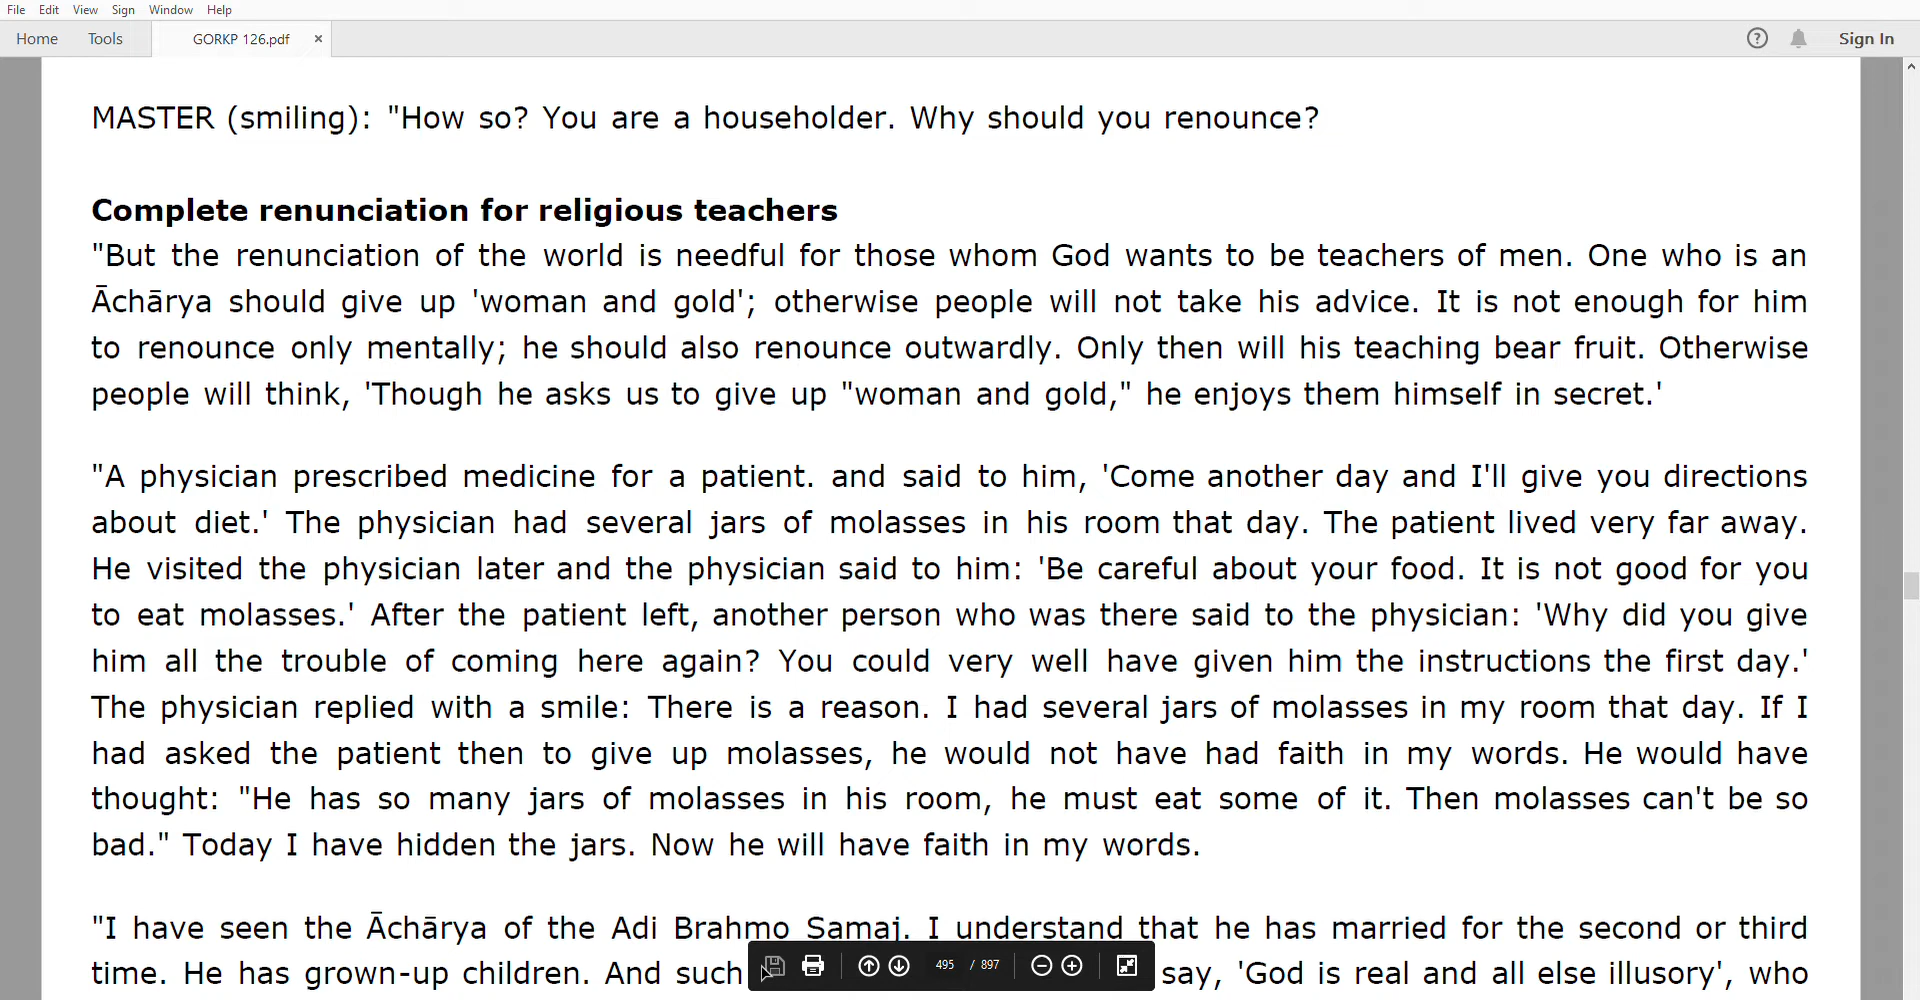 File Edit View Sign Window Help
Home Tools GORKP 126.pdf × ? Sign In
MASTER (smiling): "How so? You are a householder. Why should you renounce?
Complete renunciation for religious teachers
"But the renunciation of the world is needful for those whom God wants to be teachers of men. One who is an
Āchārya should give up 'woman and gold'; otherwise people will not take his advice. It is not enough for him
to renounce only mentally; he should also renounce outwardly. Only then will his teaching bear fruit. Otherwise
people will think, 'Though he asks us to give up "woman and gold," he enjoys them himself in secret.'
"A physician prescribed medicine for a patient. and said to him, 'Come another day and I'll give you directions
about diet.' The physician had several jars of molasses in his room that day. The patient lived very far away.
He visited the physician later and the physician said to him: 'Be careful about your food. It is not good for you
to eat molasses.' After the patient left, another person who was there said to the physician: 'Why did you give
him all the trouble of coming here again? You could very well have given him the instructions the first day.'
The physician replied with a smile: There is a reason. I had several jars of molasses in my room that day. If I
had asked the patient then to give up molasses, he would not have had faith in my words. He would have
thought: "He has so many jars of molasses in his room, he must eat some of it. Then molasses can't be so
bad." Today I have hidden the jars. Now he will have faith in my words.
"I have seen the Āchārya of the Adi Brahmo Samaj. I understand that he has married for the second or third
time. He has grown-up children. And such say, 'God is real and all else illusory', who
495 / 897